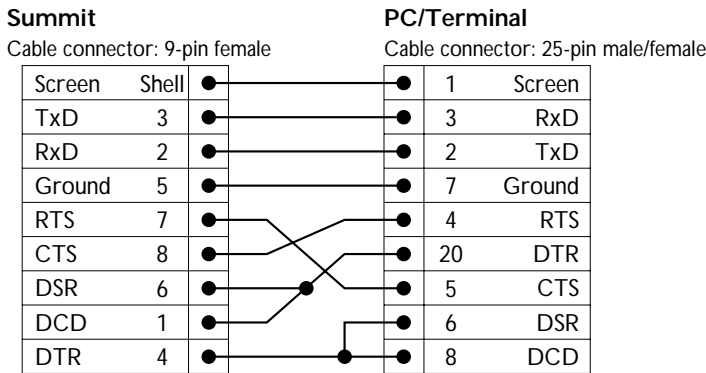 Summit PC/Terminal
Cable connector: 9-pin female Cable connector: 25-pin male/female
Screen Shell 1 Screen
TxD 3 3 RxD
RxD 2 2 TxD
Ground 5 7 Ground
RTS 7 4 RTS
CTS 8 20 DTR
DSR 6 5 CTS
DCD 1 6 DSR
DTR 4 8 DCD